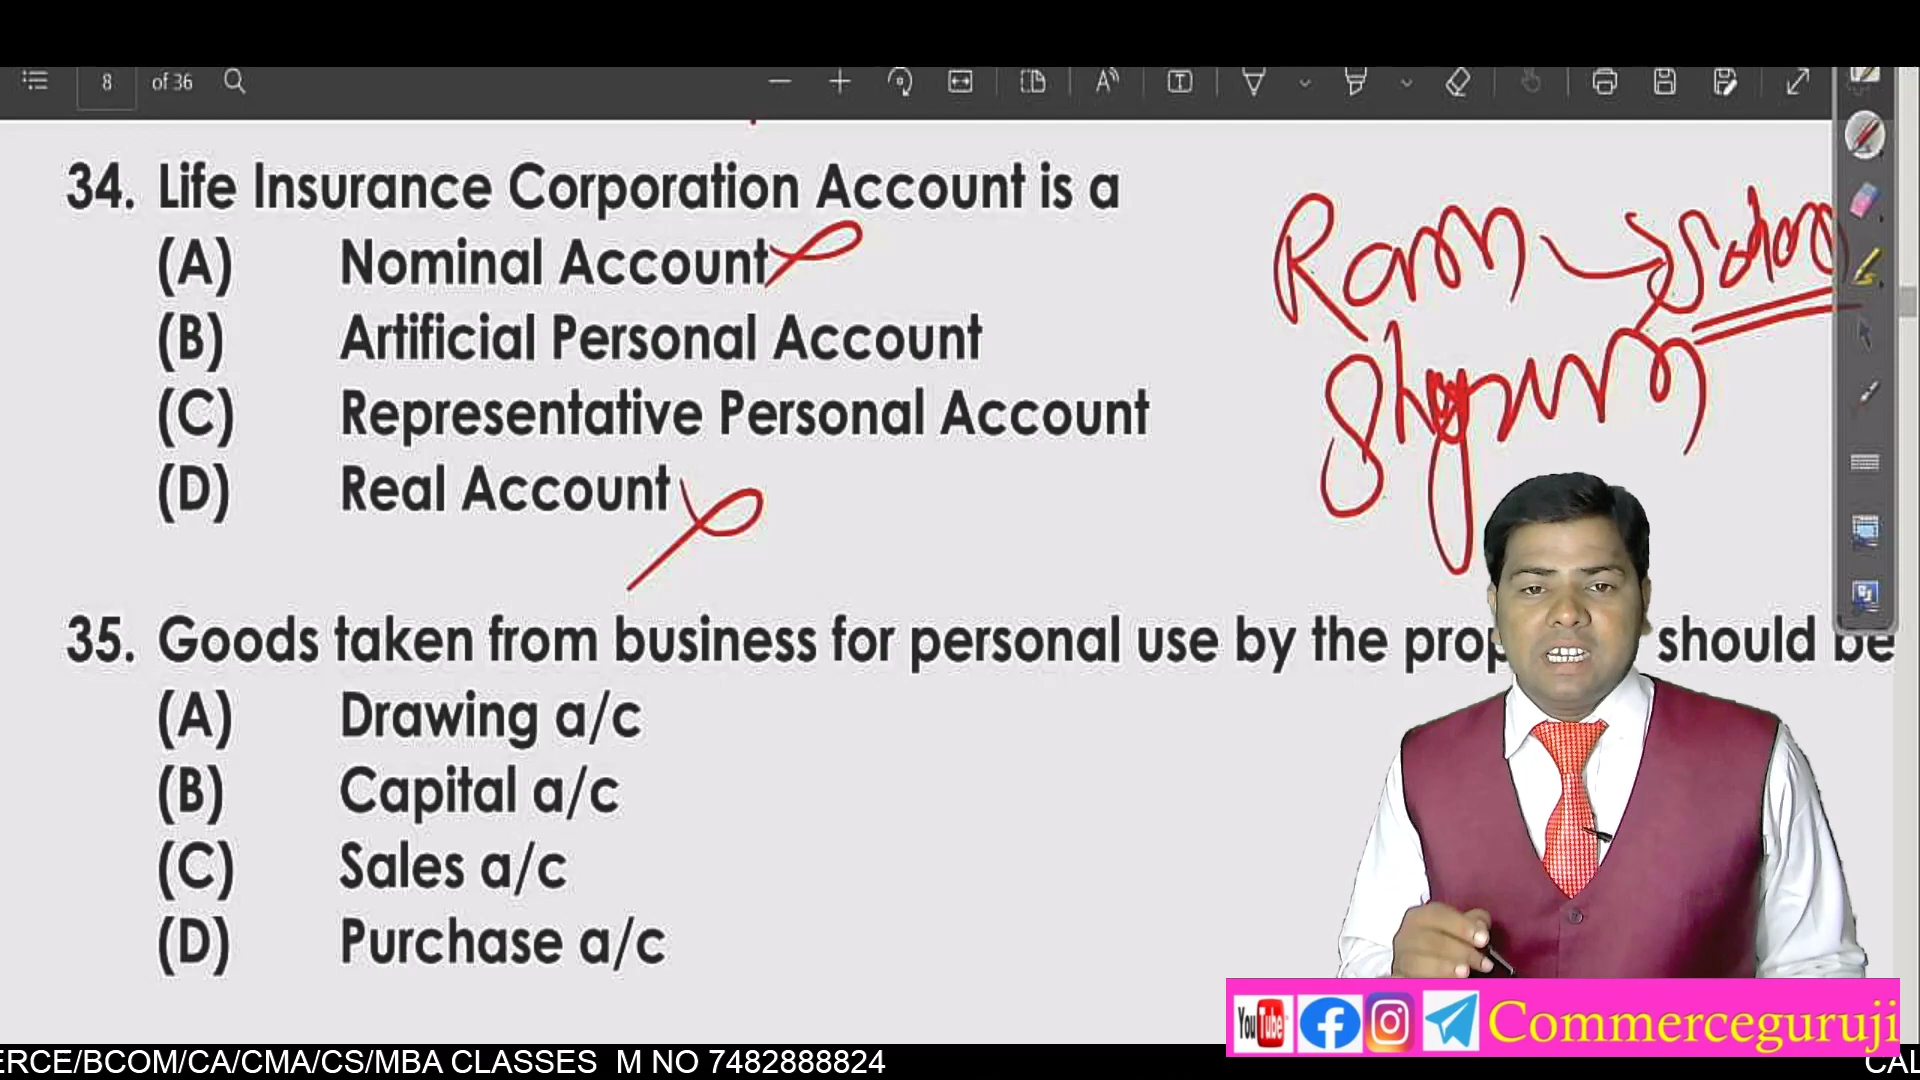 8 of 36
34. Life Insurance Corporation Account is a
(A) Nominal Account
(B) Artificial Personal Account
(C) Representative Personal Account
(D) Real Account
Ram
Shyam
35. Goods taken from business for personal use by the should be
(A) Drawing a/c
(B) Capital a/c
(C) Sales a/c
(D) Purchase a/c
YouTube Commerceguruji
ERCE/BCOM/CA/CMA/CS/MBA CLASSES M NO 7482888824 CAL